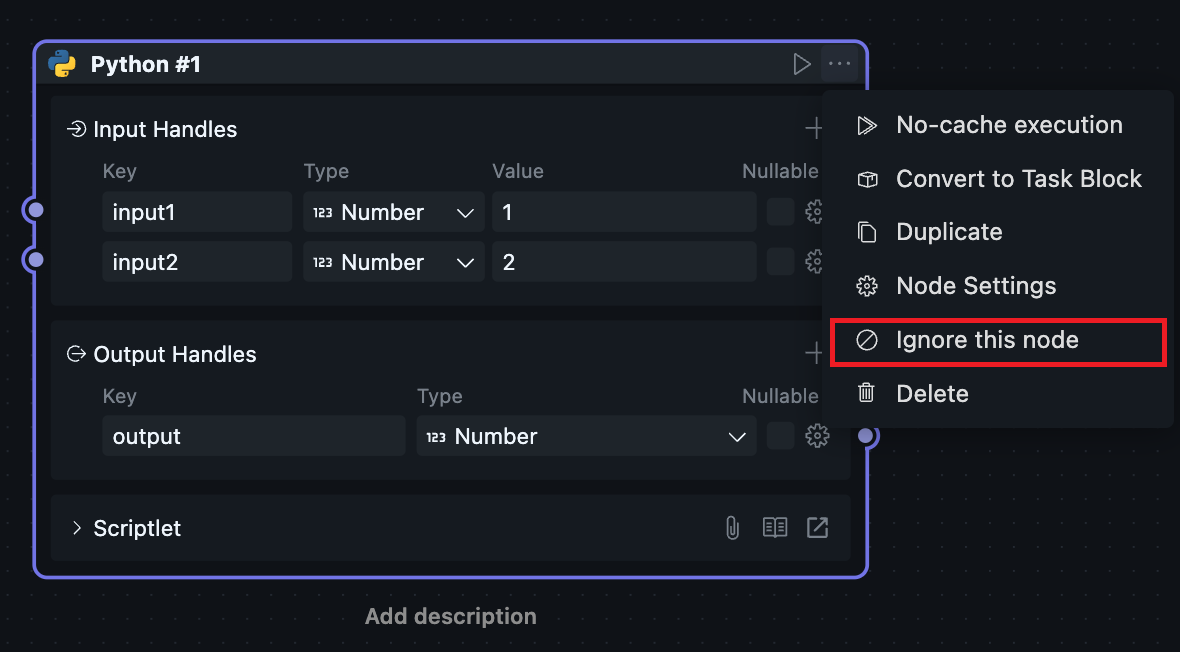 Python #1
Input Handles
Key Type Value Nullable
input1 123 Number 1
input2 123 Number 2
Output Handles
Key Type Nullable
output 123 Number
Scriptlet
Add description
No-cache execution
Convert to Task Block
Duplicate
Node Settings
Ignore this node
Delete